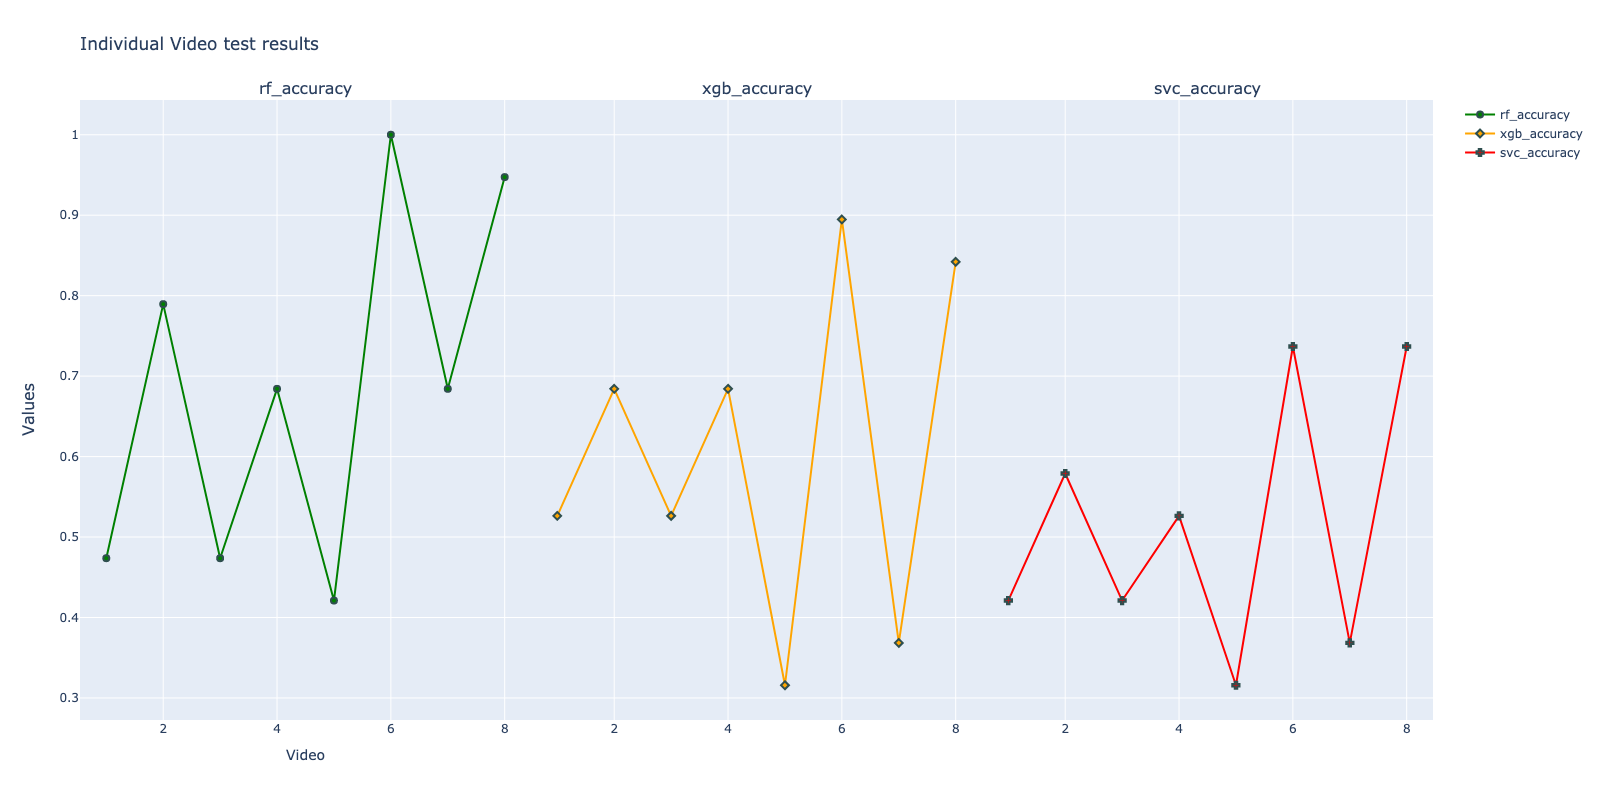 Individual Video test results
rf_accuracy
xgb_accuracy
svc_accuracy
rf_accuracy
xgb_accuracy
svc_accuracy
Values
1
0.9
0.8
0.7
0.6
0.5
0.4
0.3
2 4 6 8
2 4 6 8
2 4 6 8
Video